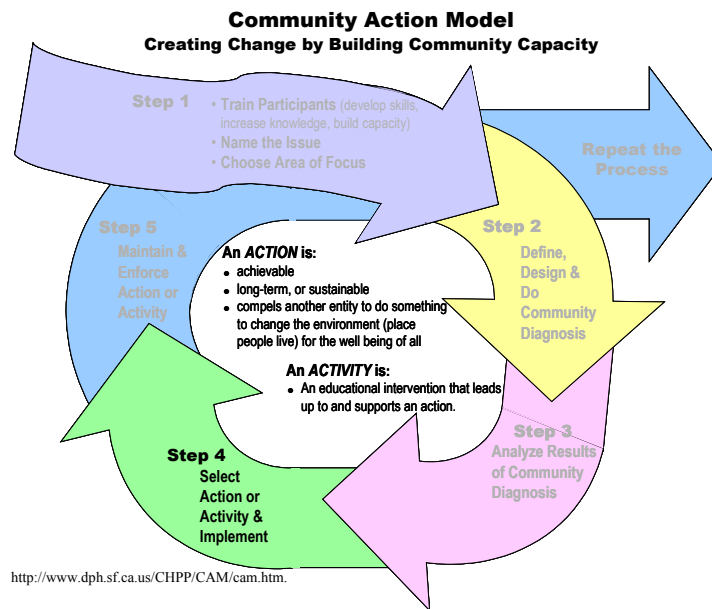 Community Action Model
Creating Change by Building Community Capacity
Step 1
• Train Participants (develop skills,
increase knowledge, build capacity)
• Name the Issue
• Choose Area of Focus
Repeat the
Process
Step 2
Define,
Design &
Do
Community
Diagnosis
Step 3
Analyze Results
of Community
Diagnosis
Step 4
Select
Action or
Activity &
Implement
Step 5
Maintain &
Enforce
Action or
Activity
An ACTION is:
• achievable
• long-term, or sustainable
• compels another entity to do something
to change the environment (place
people live) for the well being of all
An ACTIVITY is:
• An educational intervention that leads
up to and supports an action.
http://www.dph.sf.ca.us/CHPP/CAM/cam.htm.